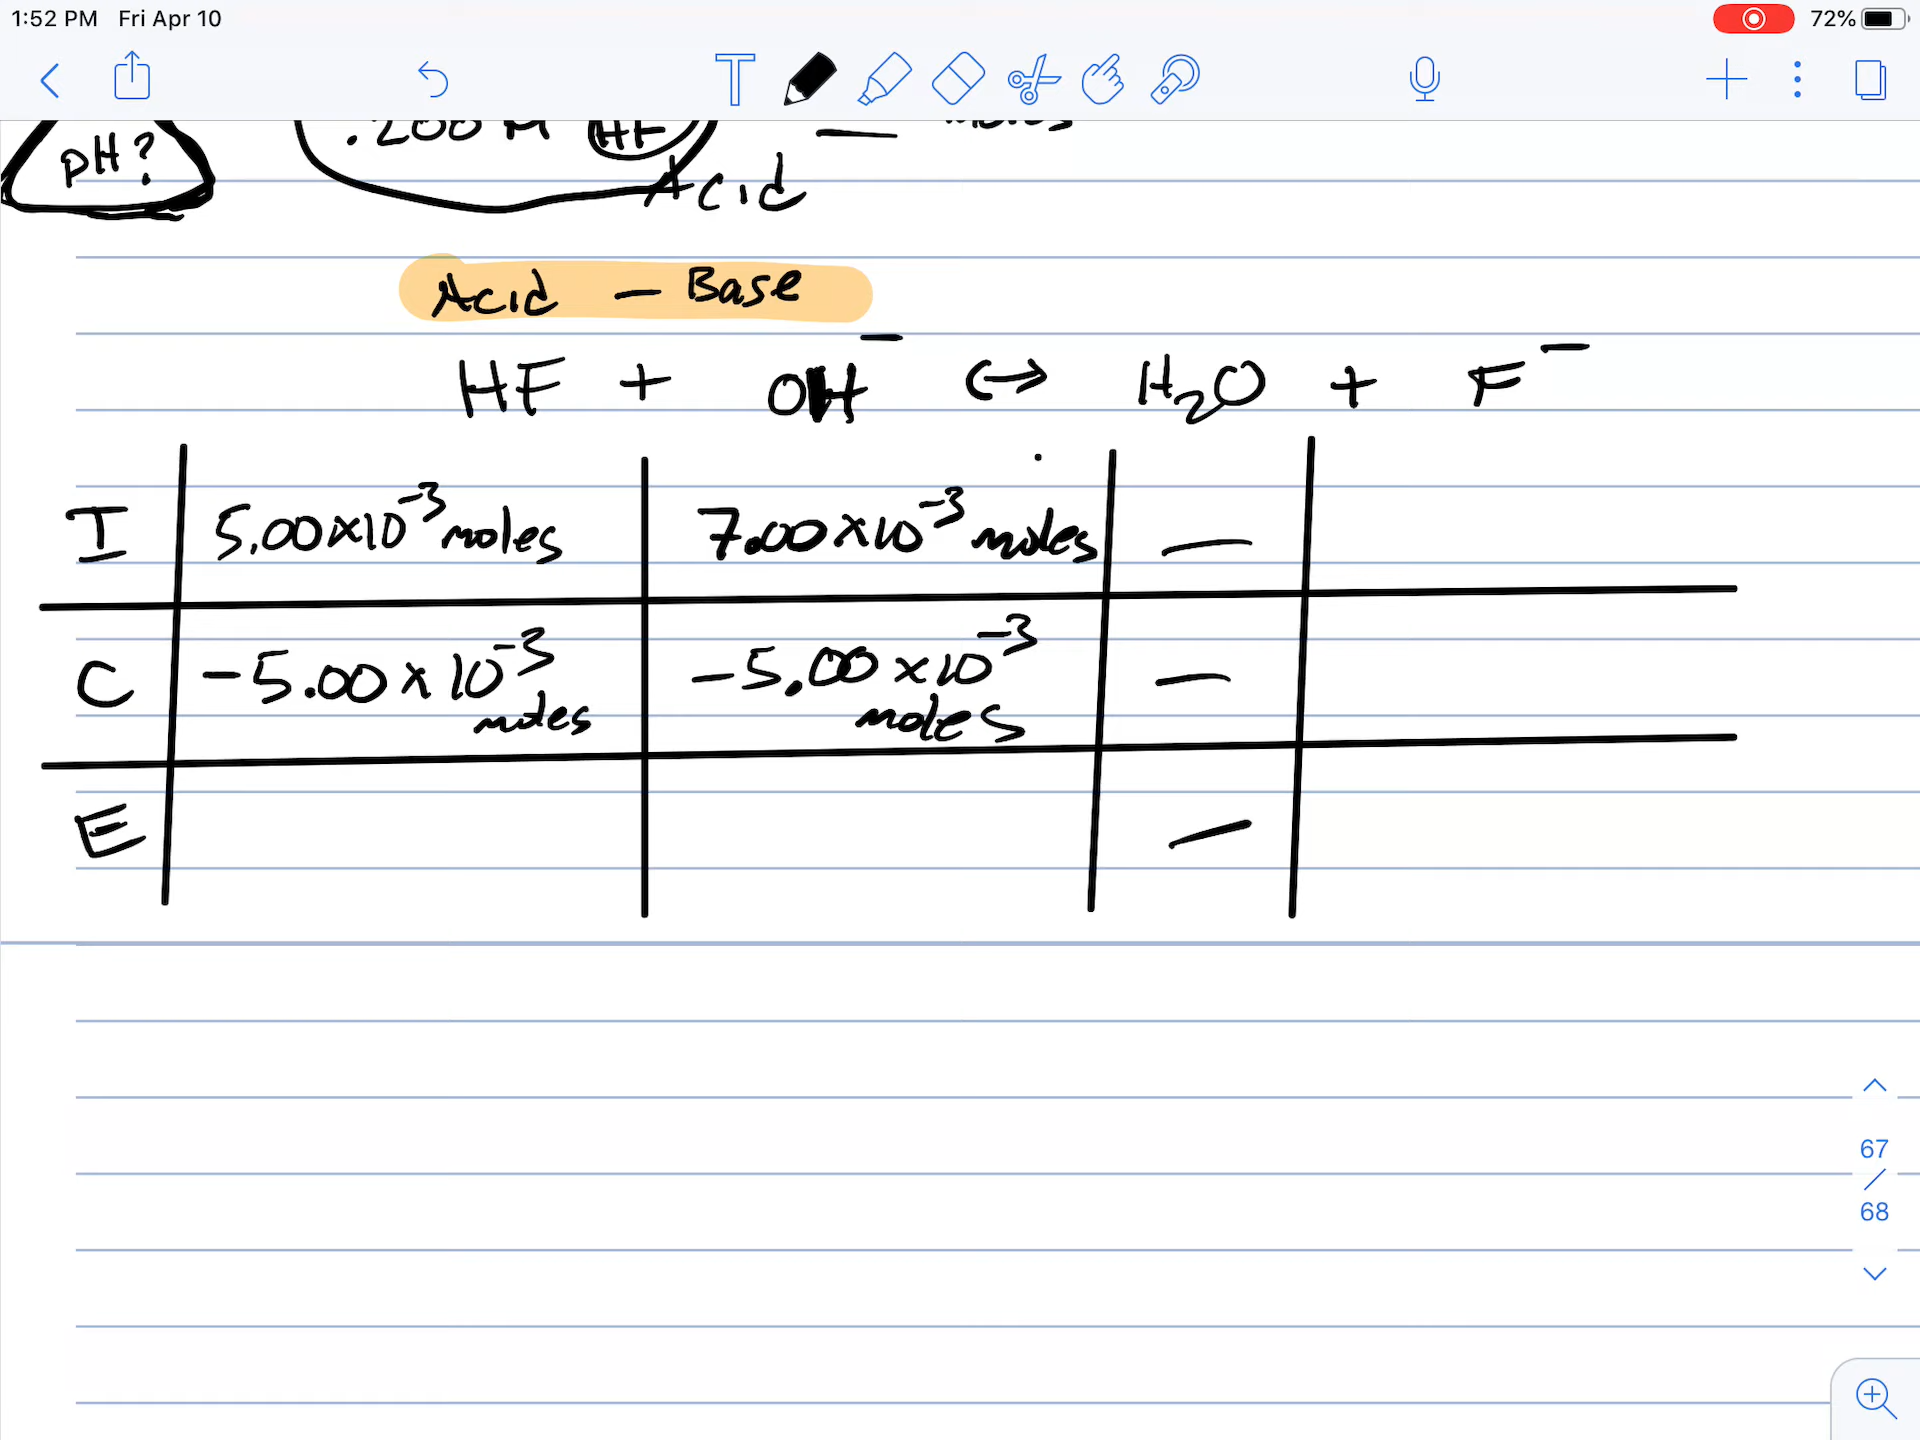 1:52 PM Fri Apr 10
72%
T
pH? .200 M HF — moles
Acid
Acid — Base
HF + OH⁻ ↔ H₂O + F⁻
I 5.00×10⁻³ moles 7.00×10⁻³ moles —
C -5.00×10⁻³ moles -5.00×10⁻³ moles —
E —
67
/
68